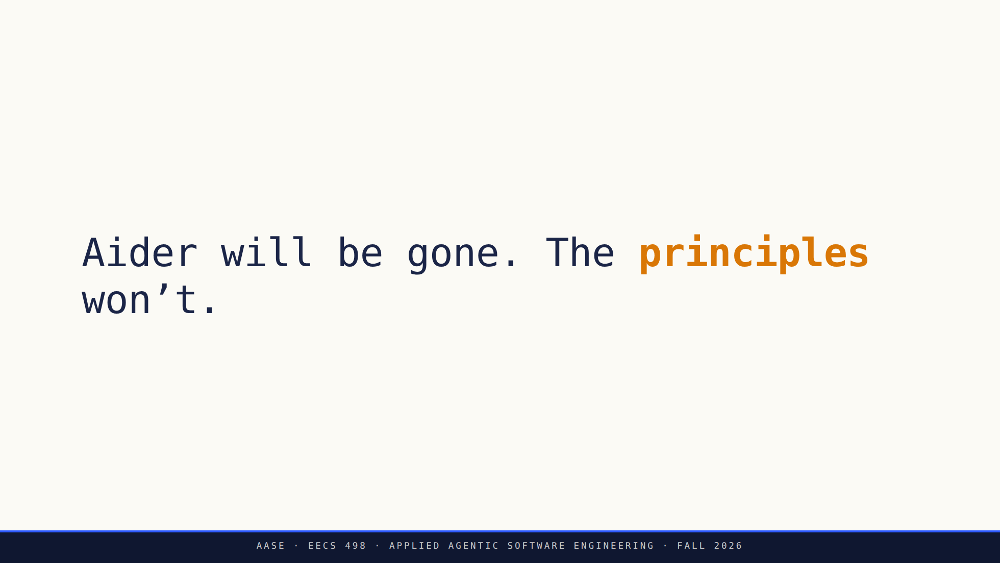 Aider will be gone. The principles
won’t.
AASE · EECS 498 · APPLIED AGENTIC SOFTWARE ENGINEERING · FALL 2026